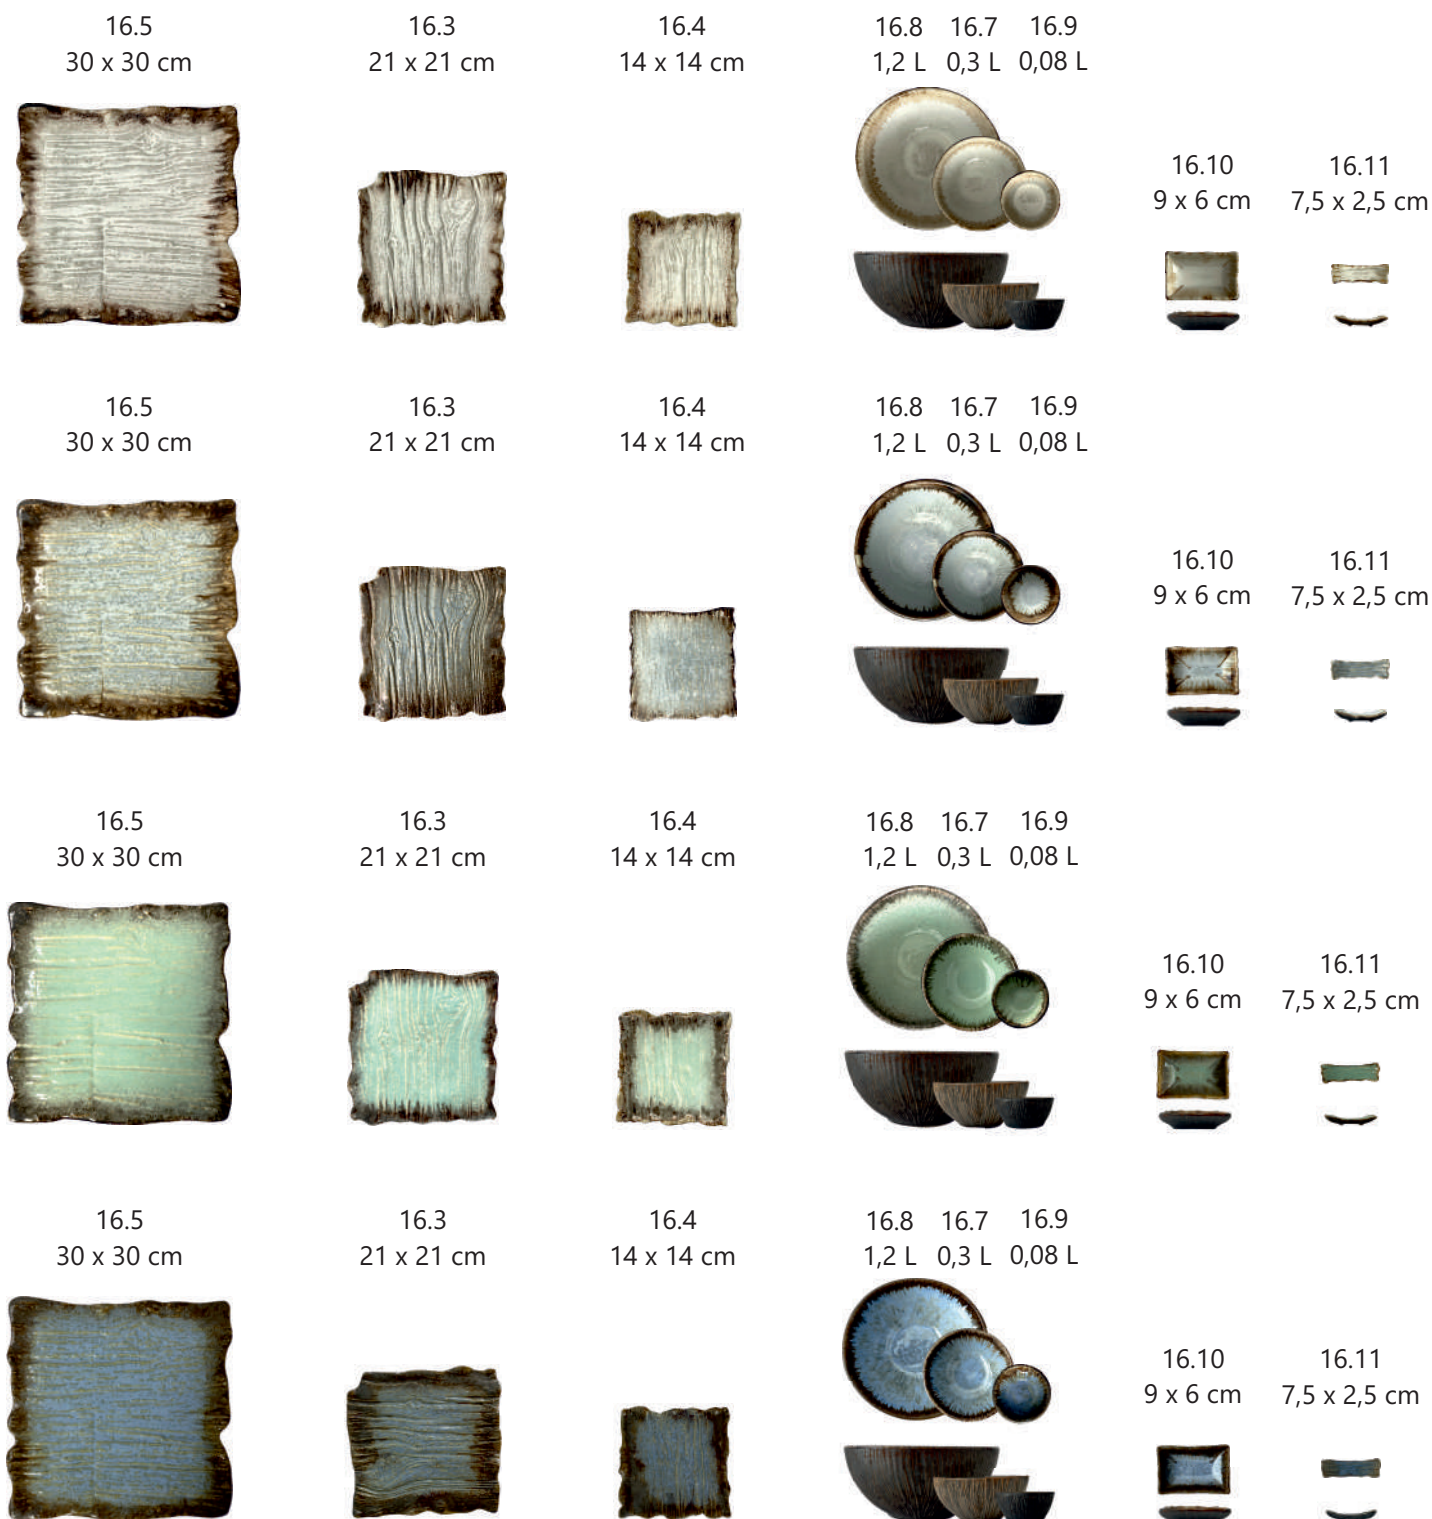 16.5
30 x 30 cm
16.3
21 x 21 cm
16.4
14 x 14 cm
16.8 16.7 16.9
1,2 L 0,3 L 0,08 L
16.10
9 x 6 cm
16.11
7,5 x 2,5 cm
16.5
30 x 30 cm
16.3
21 x 21 cm
16.4
14 x 14 cm
16.8 16.7 16.9
1,2 L 0,3 L 0,08 L
16.10
9 x 6 cm
16.11
7,5 x 2,5 cm
16.5
30 x 30 cm
16.3
21 x 21 cm
16.4
14 x 14 cm
16.8 16.7 16.9
1,2 L 0,3 L 0,08 L
16.10
9 x 6 cm
16.11
7,5 x 2,5 cm
16.5
30 x 30 cm
16.3
21 x 21 cm
16.4
14 x 14 cm
16.8 16.7 16.9
1,2 L 0,3 L 0,08 L
16.10
9 x 6 cm
16.11
7,5 x 2,5 cm